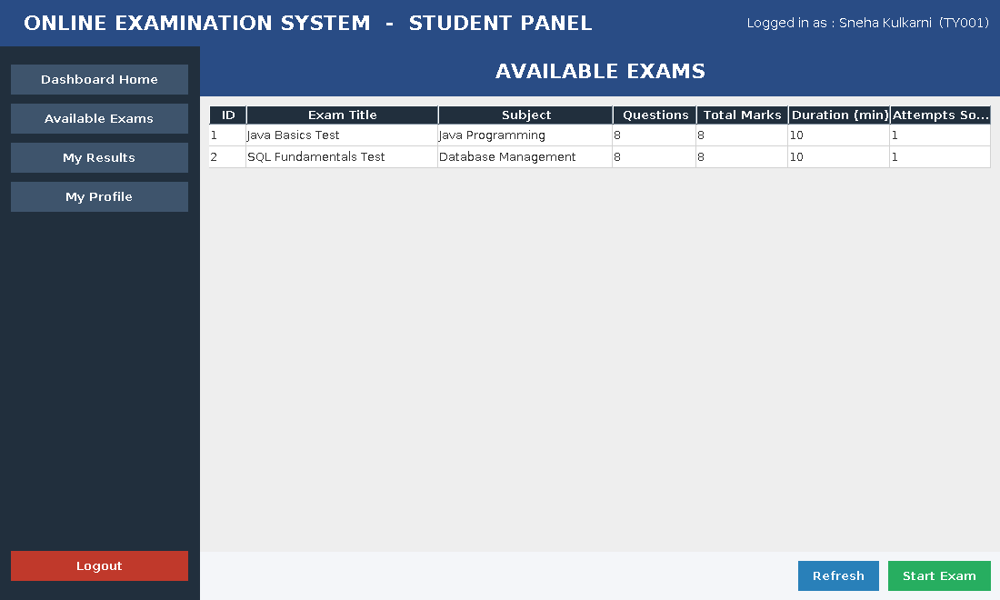 ONLINE EXAMINATION SYSTEM - STUDENT PANEL
Logged in as : Sneha Kulkarni (TY001)
Dashboard Home
Available Exams
My Results
My Profile
Logout
AVAILABLE EXAMS
ID Exam Title Subject Questions Total Marks Duration (min) Attempts So...
1 Java Basics Test Java Programming 8 8 10 1
2 SQL Fundamentals Test Database Management 8 8 10 1
Refresh Start Exam